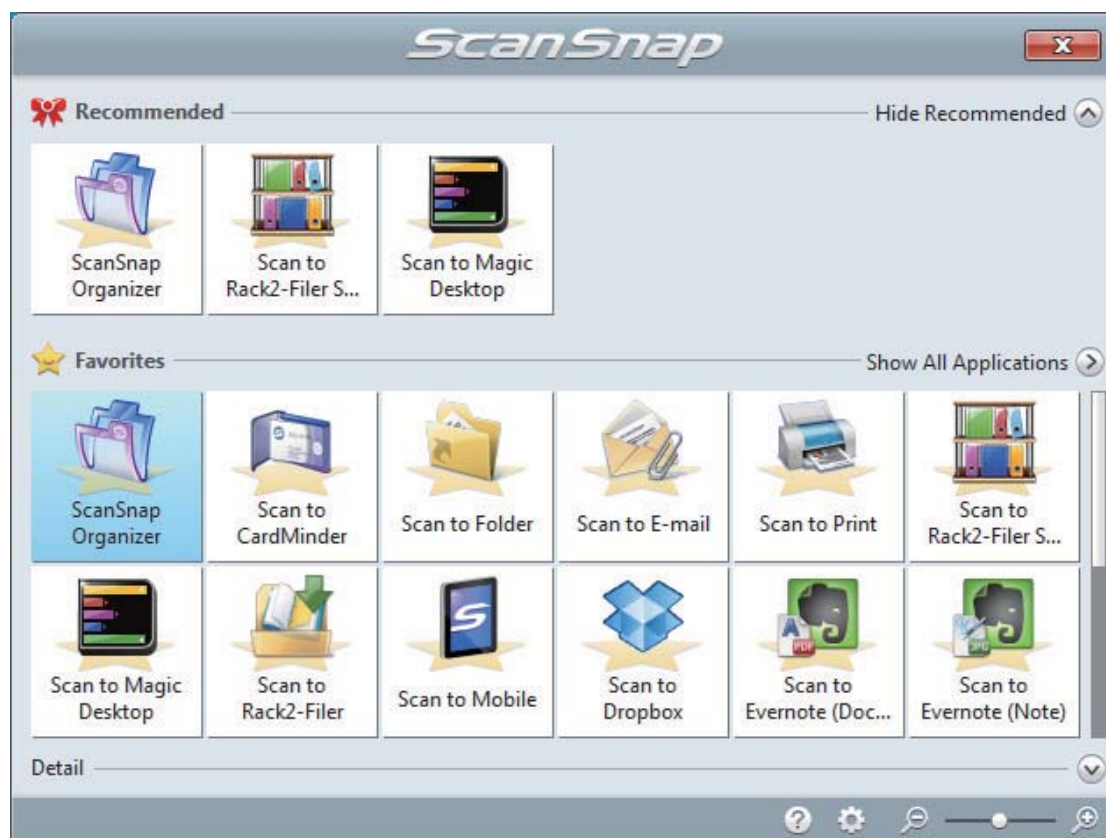 ScanSnap
Recommended
Hide Recommended
ScanSnap
Organizer
Scan to
Rack2-Filer S...
Scan to Magic
Desktop
Favorites
Show All Applications
ScanSnap
Organizer
Scan to
CardMinder
Scan to Folder
Scan to E-mail
Scan to Print
Scan to
Rack2-Filer S...
Scan to Magic
Desktop
Scan to
Rack2-Filer
S
Scan to Mobile
Scan to
Dropbox
A
PDF
Scan to
Evernote (Doc...
JPG
Scan to
Evernote (Note)
Detail